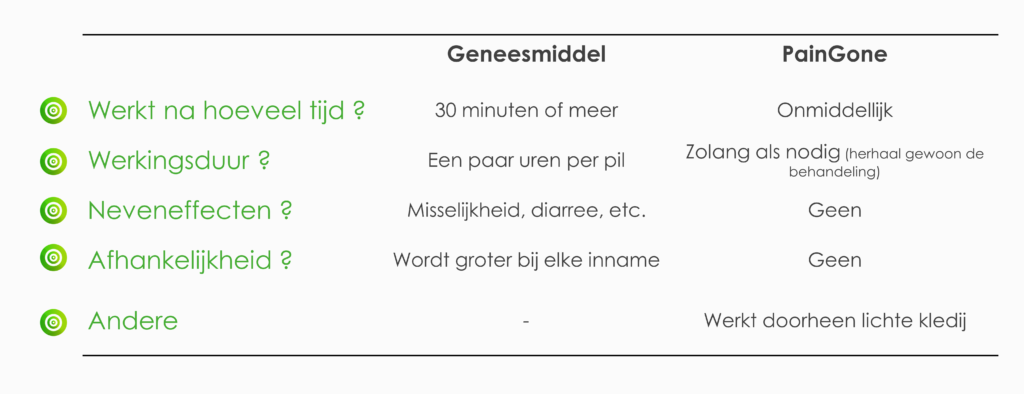 Geneesmiddel PainGone
Werkt na hoeveel tijd ? 30 minuten of meer Onmiddellijk
Werkingsduur ? Een paar uren per pil Zolang als nodig (herhaal gewoon de
behandeling)
Neveneffecten ? Misselijkheid, diarree, etc. Geen
Afhankelijkheid ? Wordt groter bij elke inname Geen
Andere - Werkt doorheen lichte kledij